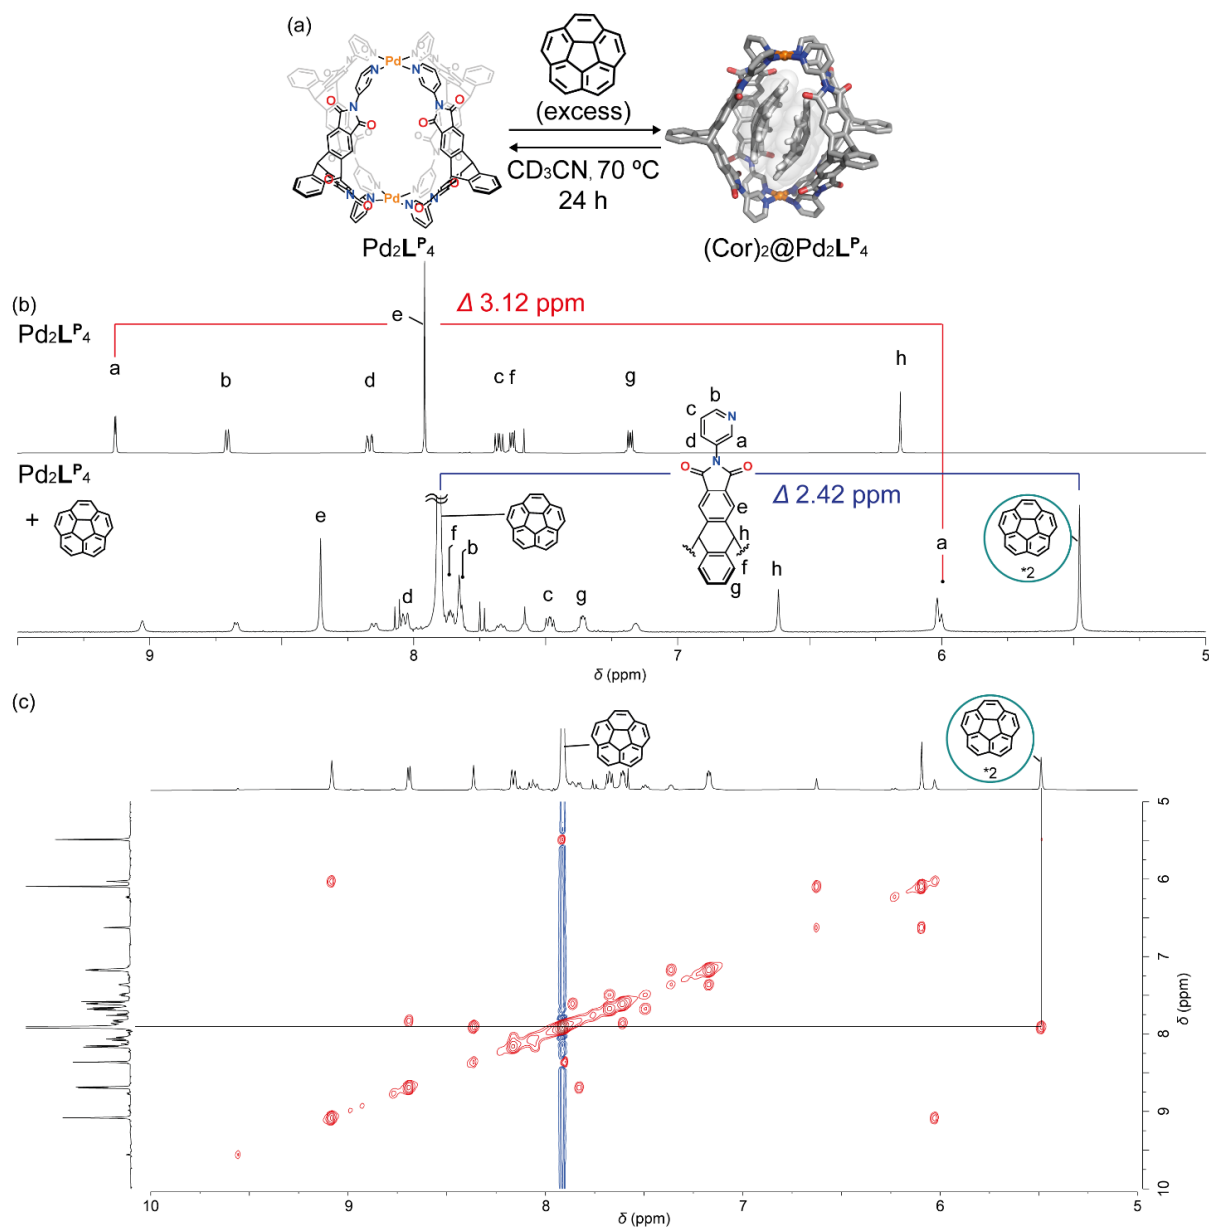 (a)
Pd
N
N
N
N
O
O
O
O
N
N
O
O
Pd
N
N
N
N
O
O
Pd₂Lᴾ₄
(excess)
CD₃CN, 70 ºC
24 h
(Cor)₂@Pd₂Lᴾ₄
(b)
Pd₂Lᴾ₄
Δ 3.12 ppm
a
b
d
e
c f
g
h
Pd₂Lᴾ₄
+
e
d
f
b
c
g
h
a
*2
Δ 2.42 ppm
b
c
N
d
a
O
N
O
e
h
f
g
9
8
7
6
5
δ (ppm)
(c)
*2
5
6
7
8
9
10
δ (ppm)
10
9
8
7
6
5
δ (ppm)